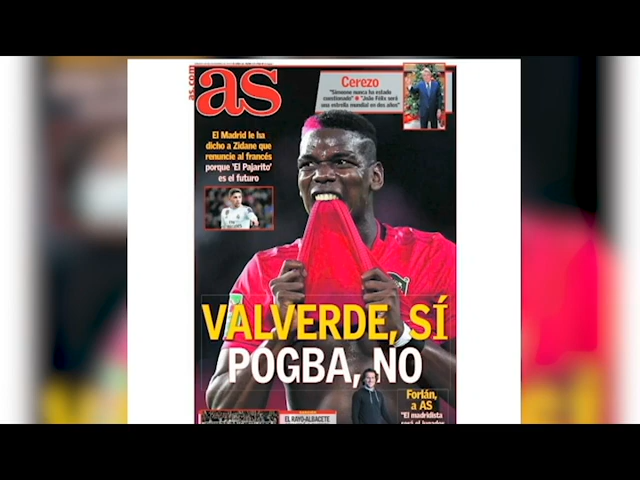 as.com
as
Cerezo
"Simeone nunca ha estado
cuestionado" ● "João Félix será
una estrella mundial en dos años"
El Madrid le ha
dicho a Zidane que
renuncie al francés
porque 'El Pajarito'
es el futuro
VALVERDE, SÍ
POGBA, NO
Forlán,
a AS
"El madridista
será el jugador
EL RAYO-ALBACETE